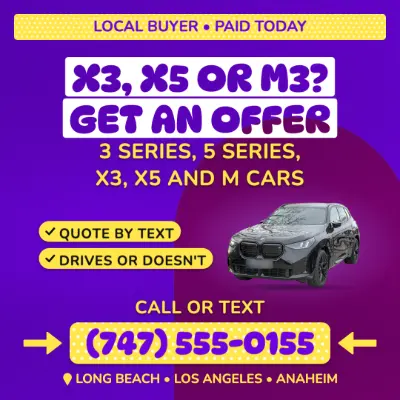 LOCAL BUYER • PAID TODAY
X3, X5 OR M3?
GET AN OFFER
3 SERIES, 5 SERIES,
X3, X5 AND M CARS
QUOTE BY TEXT
DRIVES OR DOESN'T
CALL OR TEXT
(747) 555-0155
LONG BEACH • LOS ANGELES • ANAHEIM